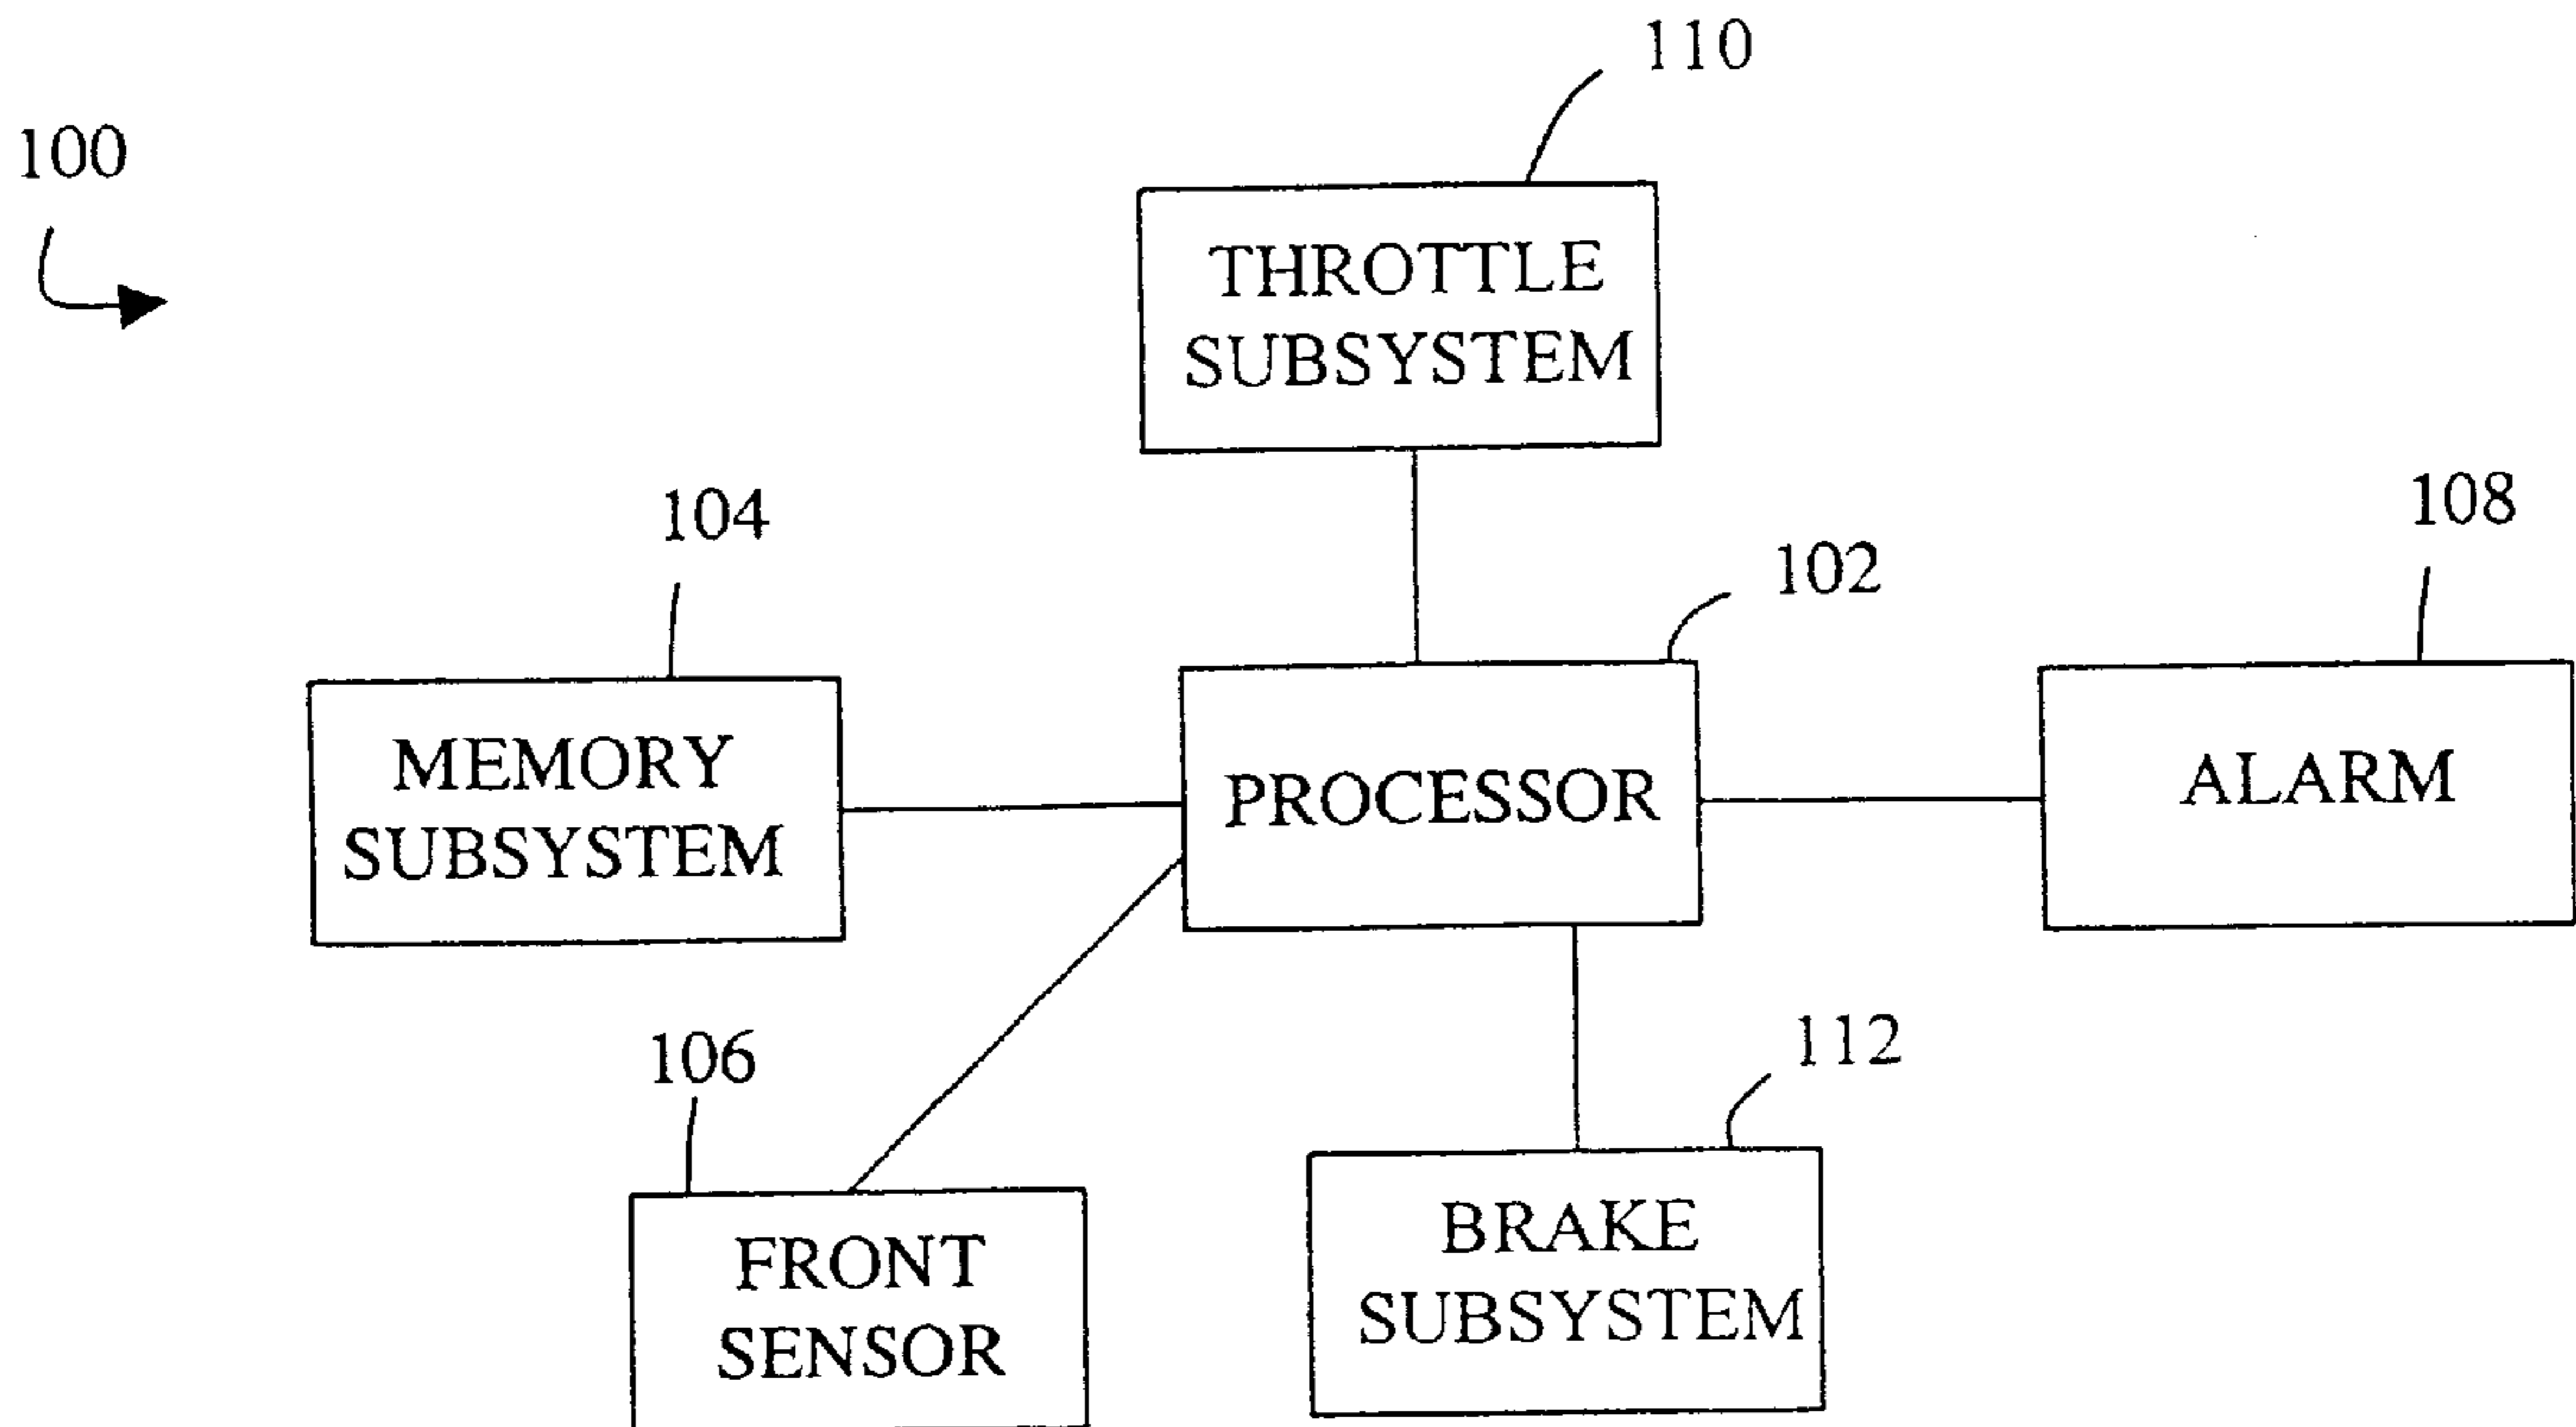 110
100
THROTTLE
SUBSYSTEM
104
108
102
MEMORY
SUBSYSTEM
PROCESSOR
ALARM
106
112
FRONT
SENSOR
BRAKE
SUBSYSTEM